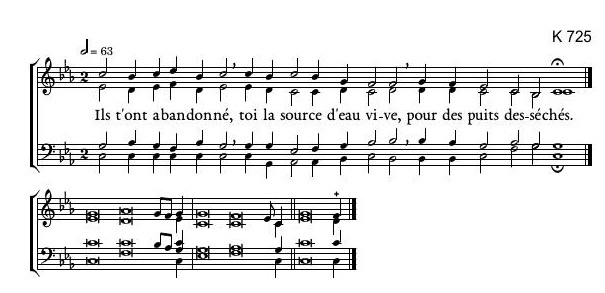 K 725
= 63
Ils t'ont abandonné, toi la source d'eau vi-ve, pour des puits des-séchés.